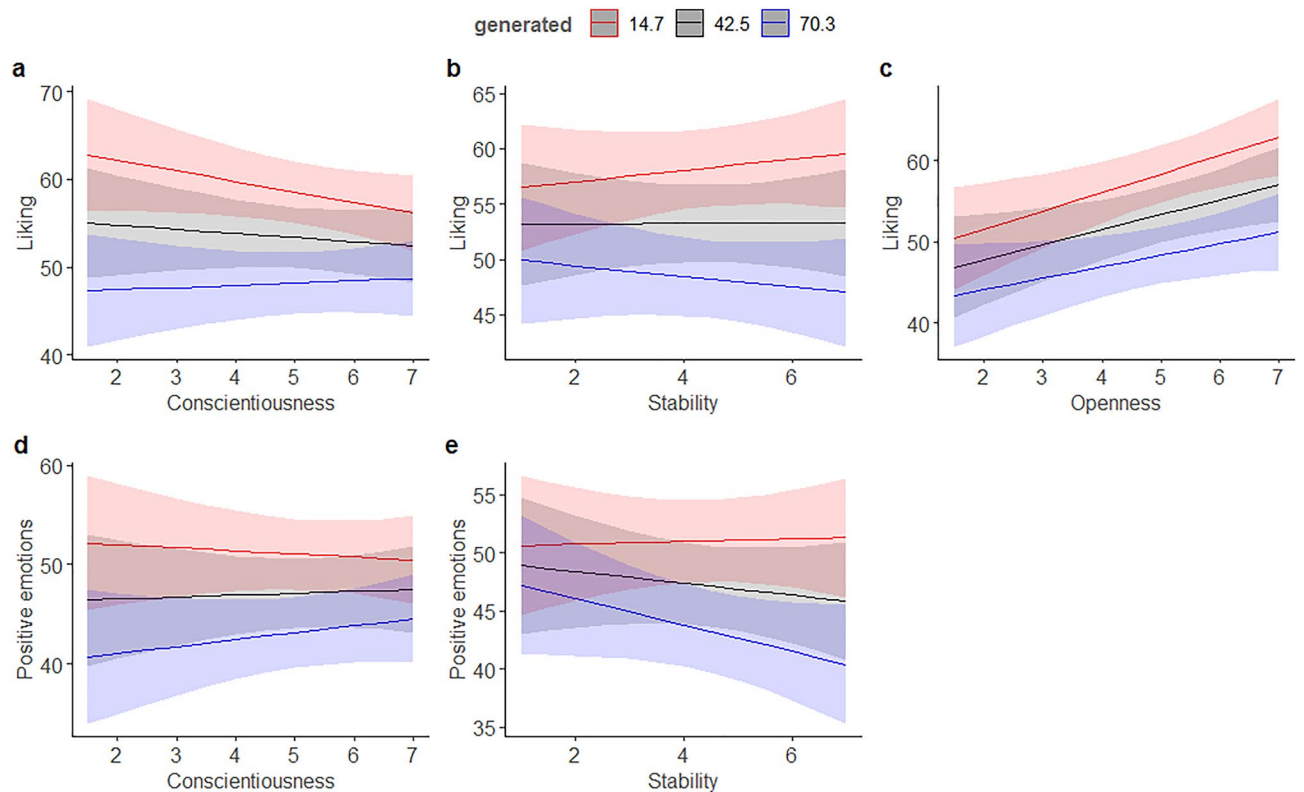 generated 14.7 42.5 70.3
a
70
60
50
40
Liking
2 3 4 5 6 7
Conscientiousness
b
65
60
55
50
45
Liking
2 4 6
Stability
c
60
50
40
Liking
2 3 4 5 6 7
Openness
d
60
50
40
Positive emotions
2 3 4 5 6 7
Conscientiousness
e
55
50
45
40
35
Positive emotions
2 4 6
Stability